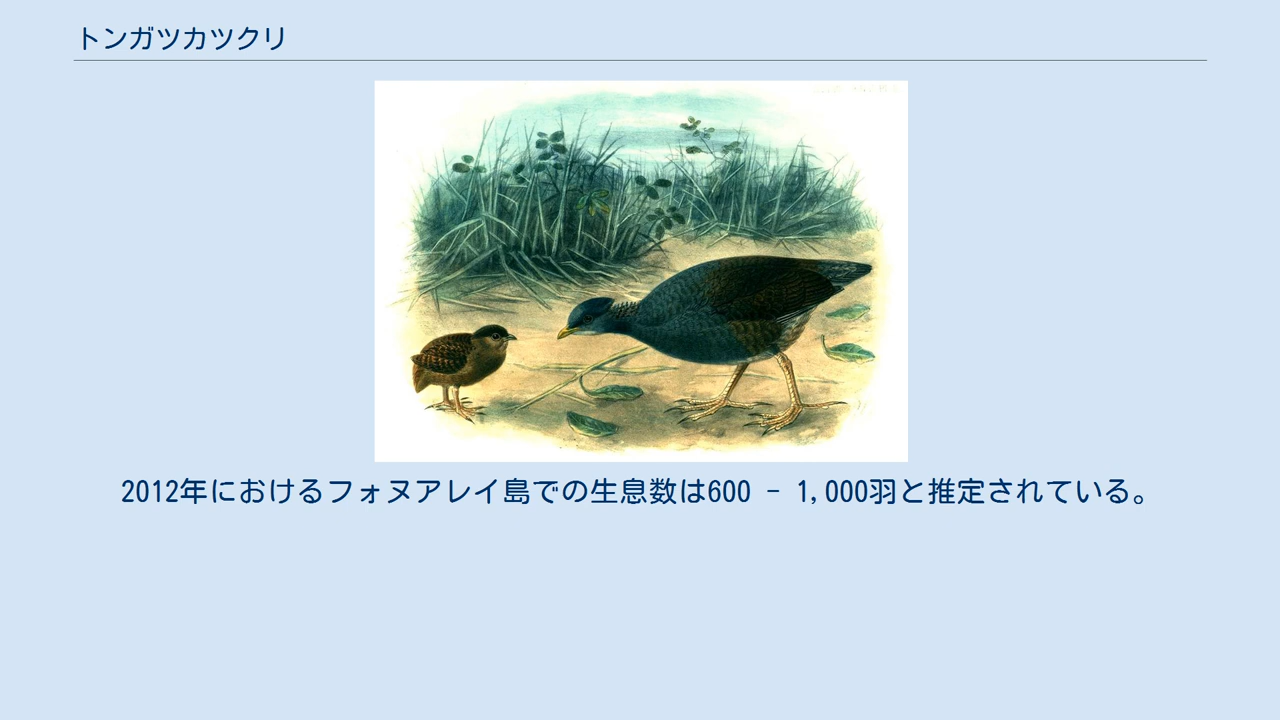 トンガツカツクリ
2012年におけるフォヌアレイ島での生息数は600 - 1,000羽と推定されている。